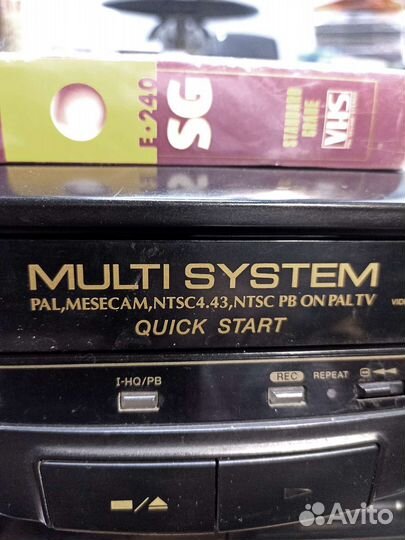 E-240
SG
STANDARD
GRADE
VHS
MULTI SYSTEM
PAL,MESECAM,NTSC4.43,NTSC PB ON PAL TV
QUICK START
I-HQ/PB
REC
REPEAT
Avito